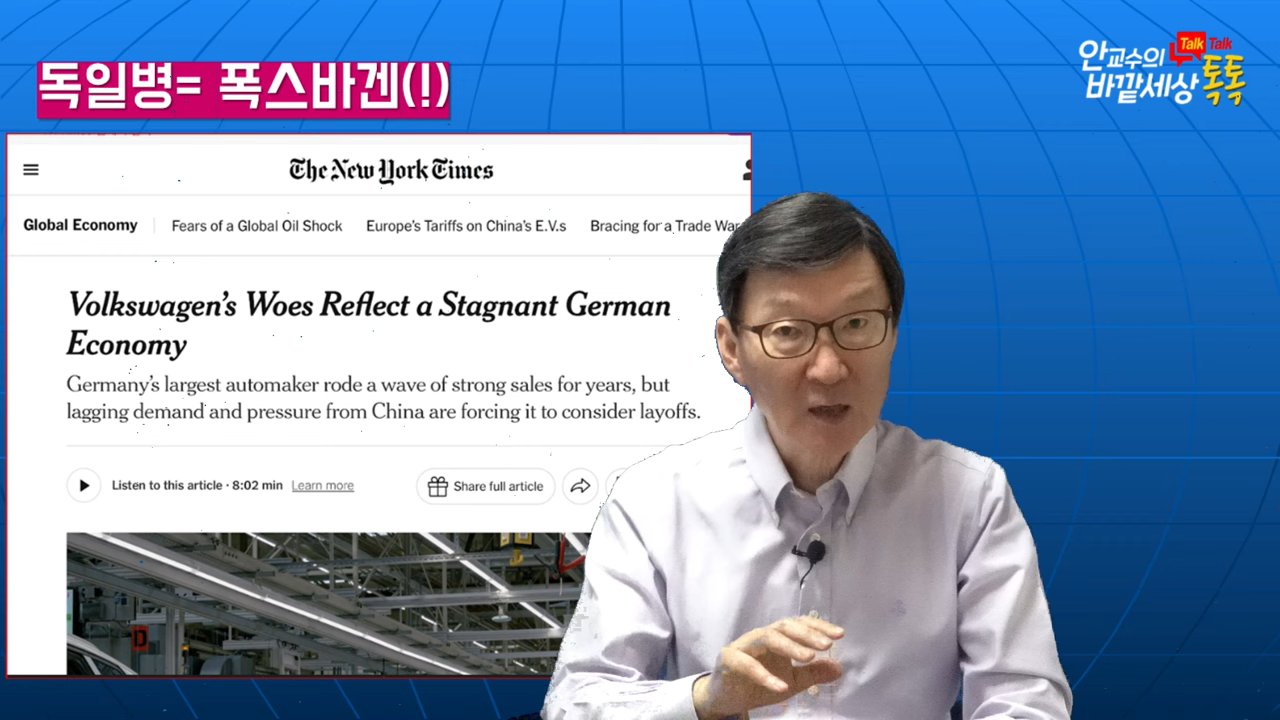 독일병= 폭스바겐(!)
안교수의 Talk Talk
바깥세상 톡톡
The New York Times
Global Economy Fears of a Global Oil Shock Europe's Tariffs on China's E.V.s Bracing for a Trade War
Volkswagen's Woes Reflect a Stagnant German
Economy
Germany's largest automaker rode a wave of strong sales for years, but
lagging demand and pressure from China are forcing it to consider layoffs.
Listen to this article · 8:02 min Learn more Share full article
D